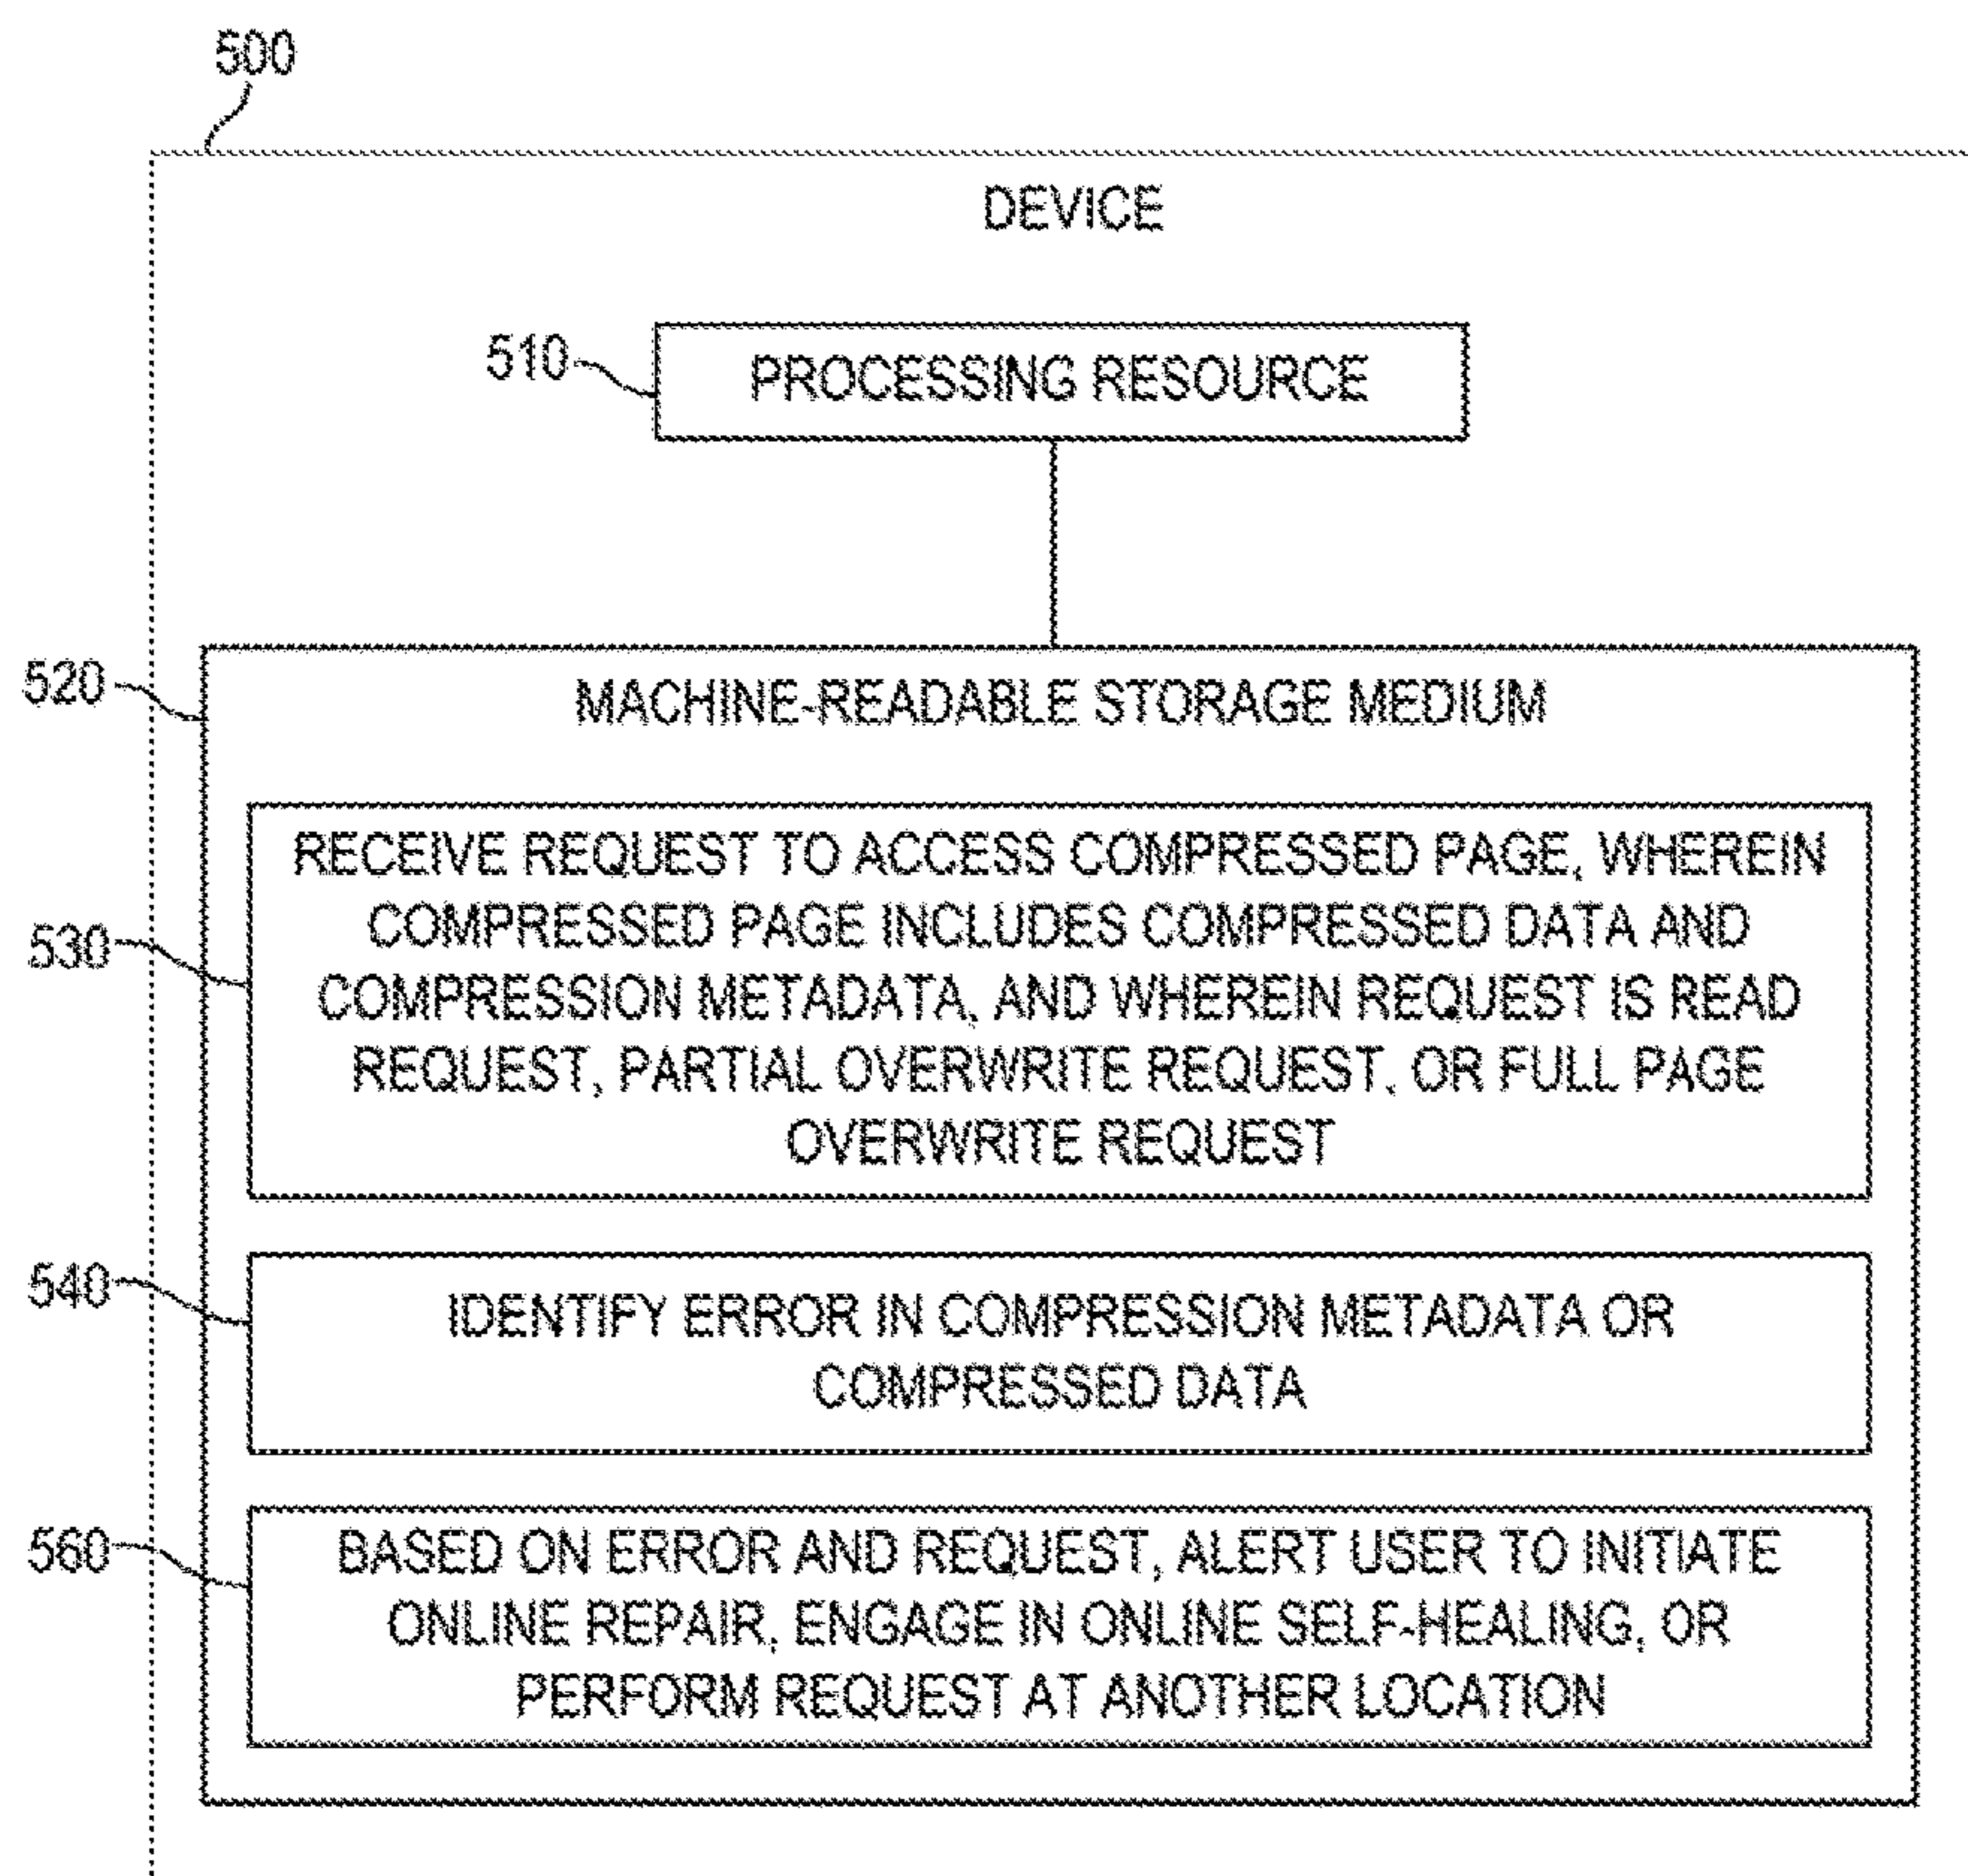 500
DEVICE
510
PROCESSING RESOURCE
520
MACHINE-READABLE STORAGE MEDIUM
530
RECEIVE REQUEST TO ACCESS COMPRESSED PAGE, WHEREIN
COMPRESSED PAGE INCLUDES COMPRESSED DATA AND
COMPRESSION METADATA, AND WHEREIN REQUEST IS READ
REQUEST, PARTIAL OVERWRITE REQUEST, OR FULL PAGE
OVERWRITE REQUEST
540
IDENTIFY ERROR IN COMPRESSION METADATA OR
COMPRESSED DATA
560
BASED ON ERROR AND REQUEST, ALERT USER TO INITIATE
ONLINE REPAIR, ENGAGE IN ONLINE SELF-HEALING, OR
PERFORM REQUEST AT ANOTHER LOCATION